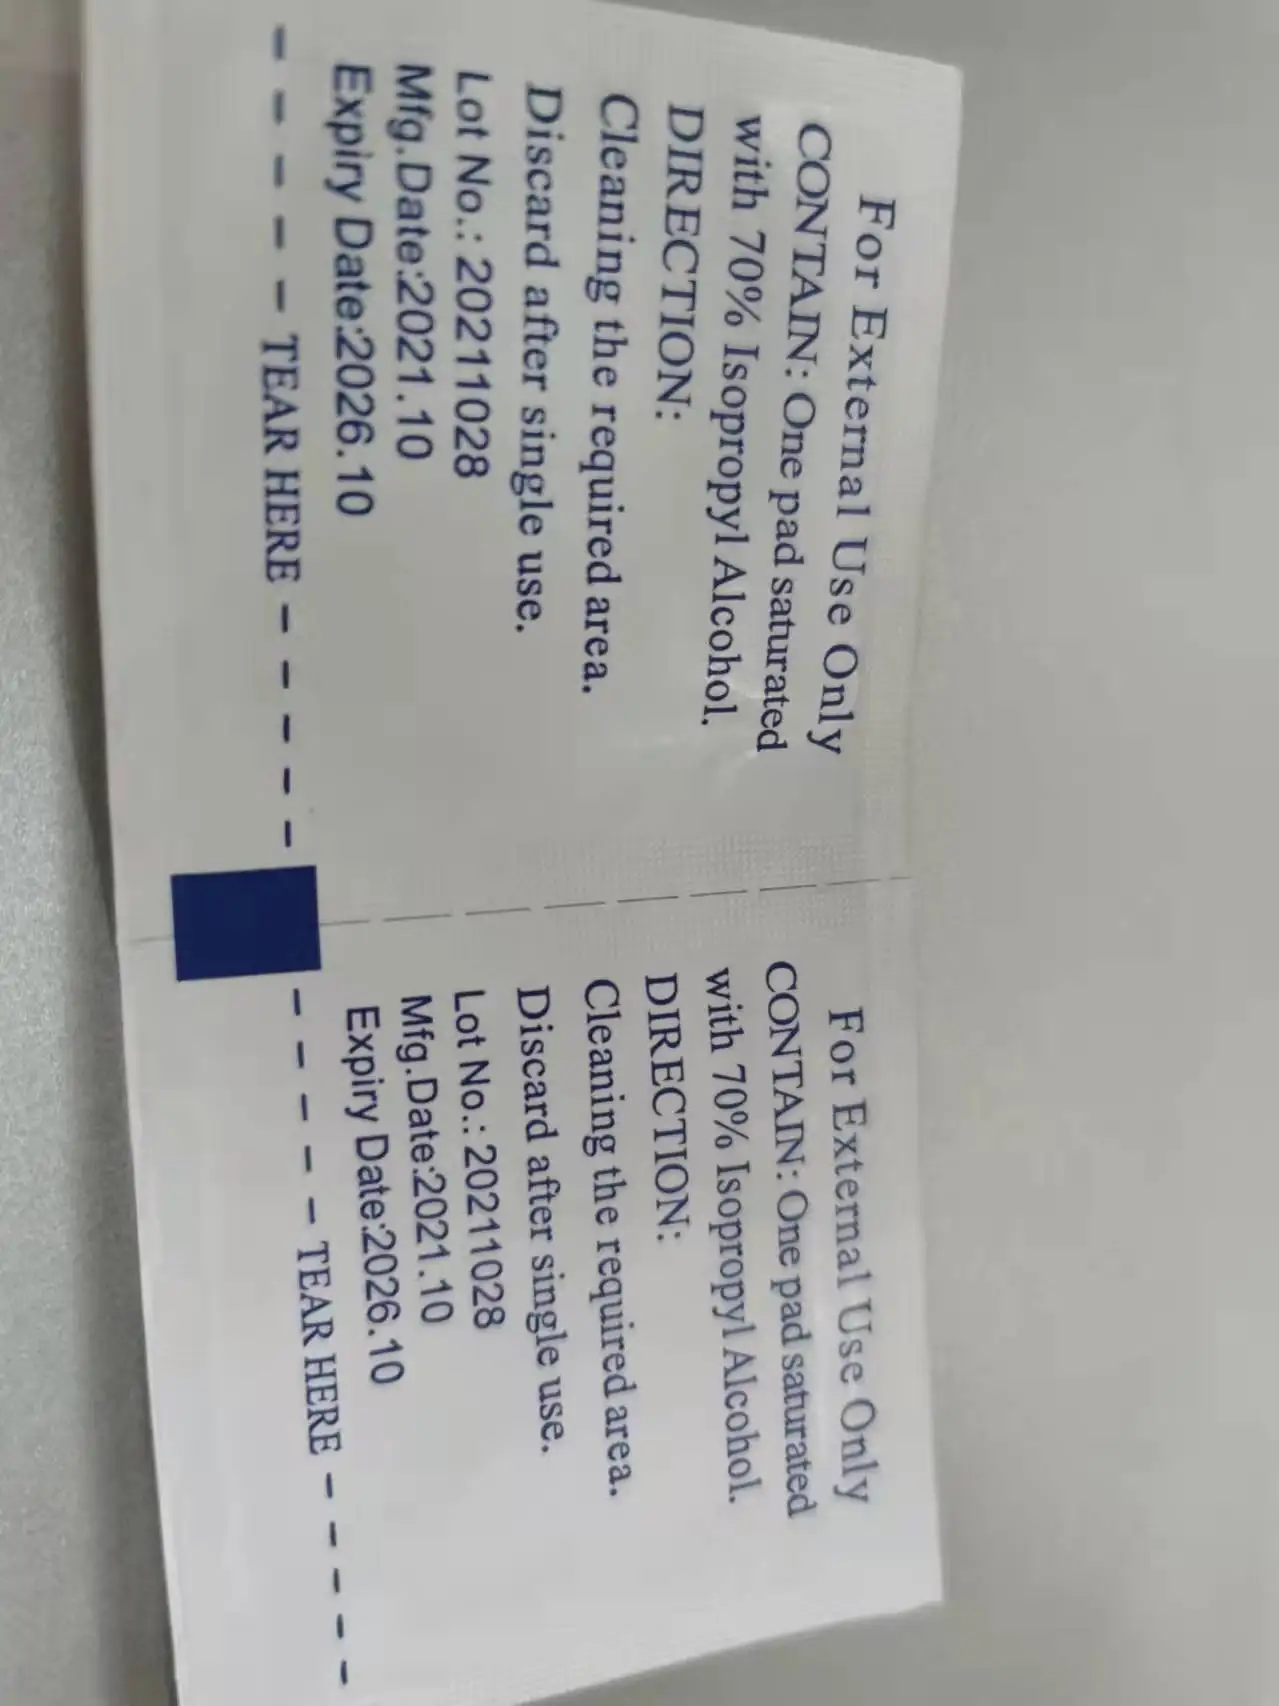 For External Use Only
CONTAIN: One pad saturated
with 70% Isopropyl Alcohol.
DIRECTION:
Cleaning the required area.
Discard after single use.
Lot No.: 20211028
Mfg.Date:2021.10
Expiry Date:2026.10
TEAR HERE
For External Use Only
CONTAIN: One pad saturated
with 70% Isopropyl Alcohol.
DIRECTION:
Cleaning the required area.
Discard after single use.
Lot No.: 20211028
Mfg.Date:2021.10
Expiry Date:2026.10
TEAR HERE